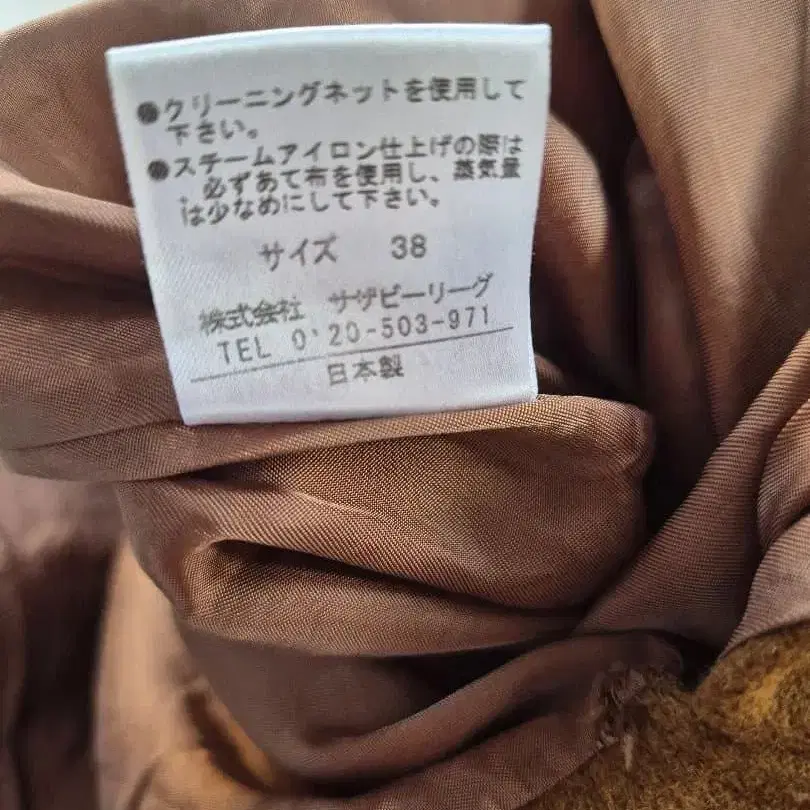 ●クリーニングネットを使用して
下さい。
●スチームアイロン仕上げの際は
必ずあて布を使用し、蒸気量
は少なめにして下さい。
サイズ 38
株式会社 サザビーリーグ
TEL 0120-503-971
日本製